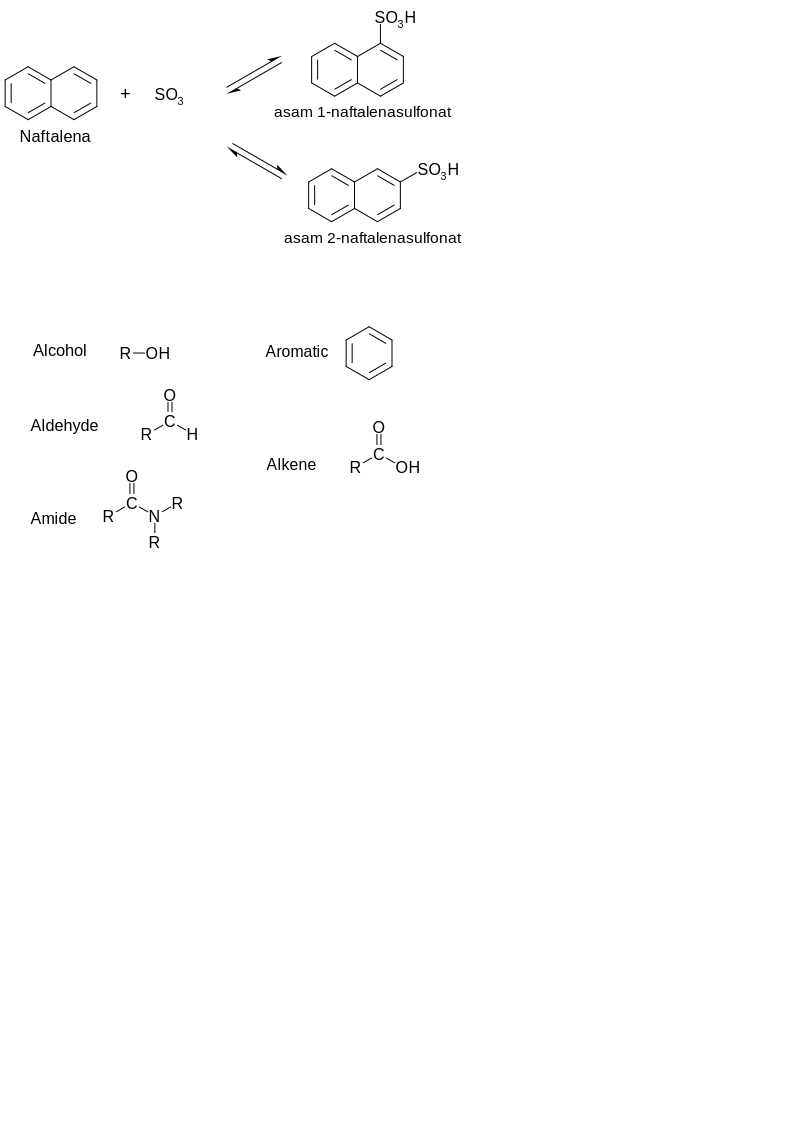 SO3H
asam 1-naftalenasulfonat
Naftalena + SO3
SO3H
asam 2-naftalenasulfonat
Alcohol R—OH
Aromatic
Aldehyde O R C H
Alkene O R C OH
Amide O R C N R R